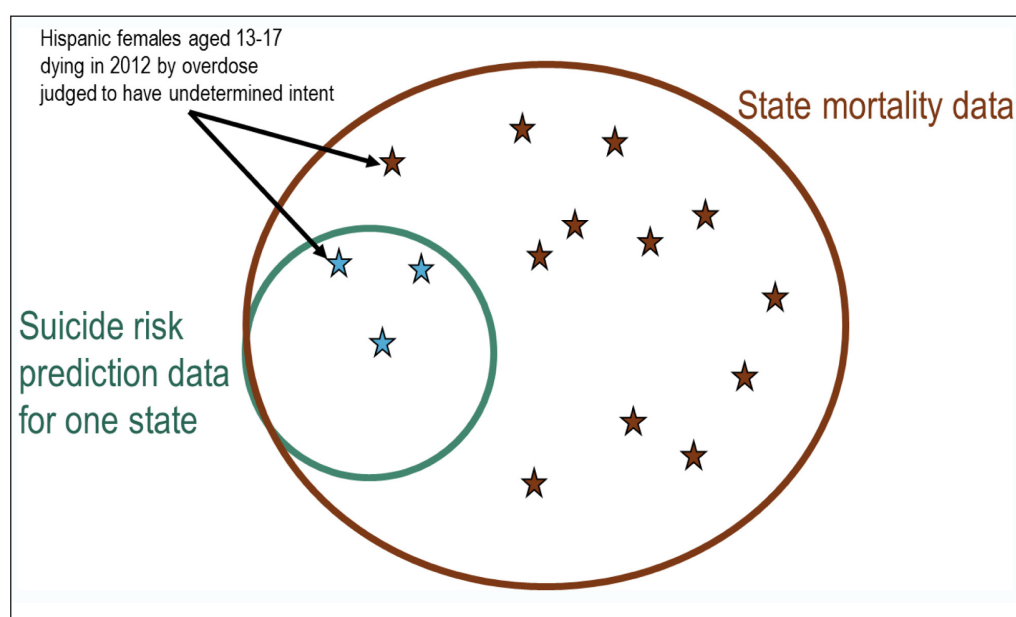 Hispanic females aged 13-17
dying in 2012 by overdose
judged to have undetermined intent
State mortality data
Suicide risk
prediction data
for one state